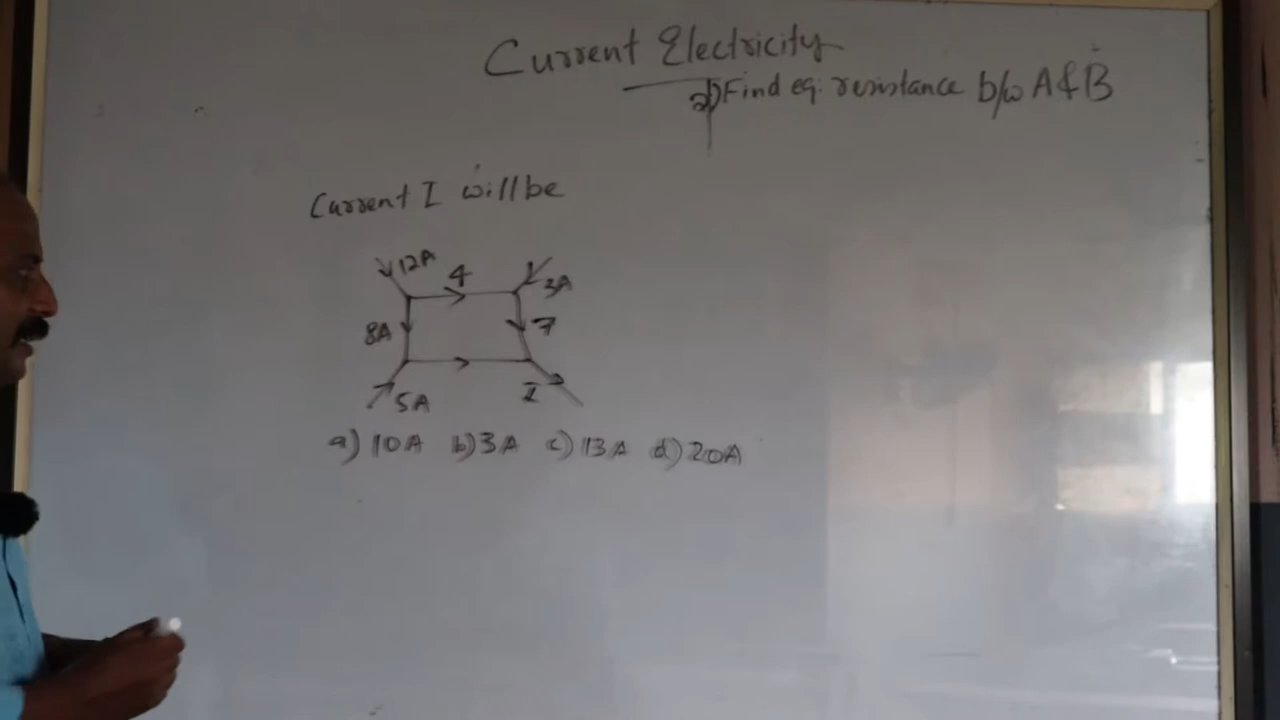 Current Electricity
2) Find eq. resistance b/w A & B
Current I will be
12A
4
3A
8A
7
5A
I
a) 10A b) 3A c) 13A d) 20A